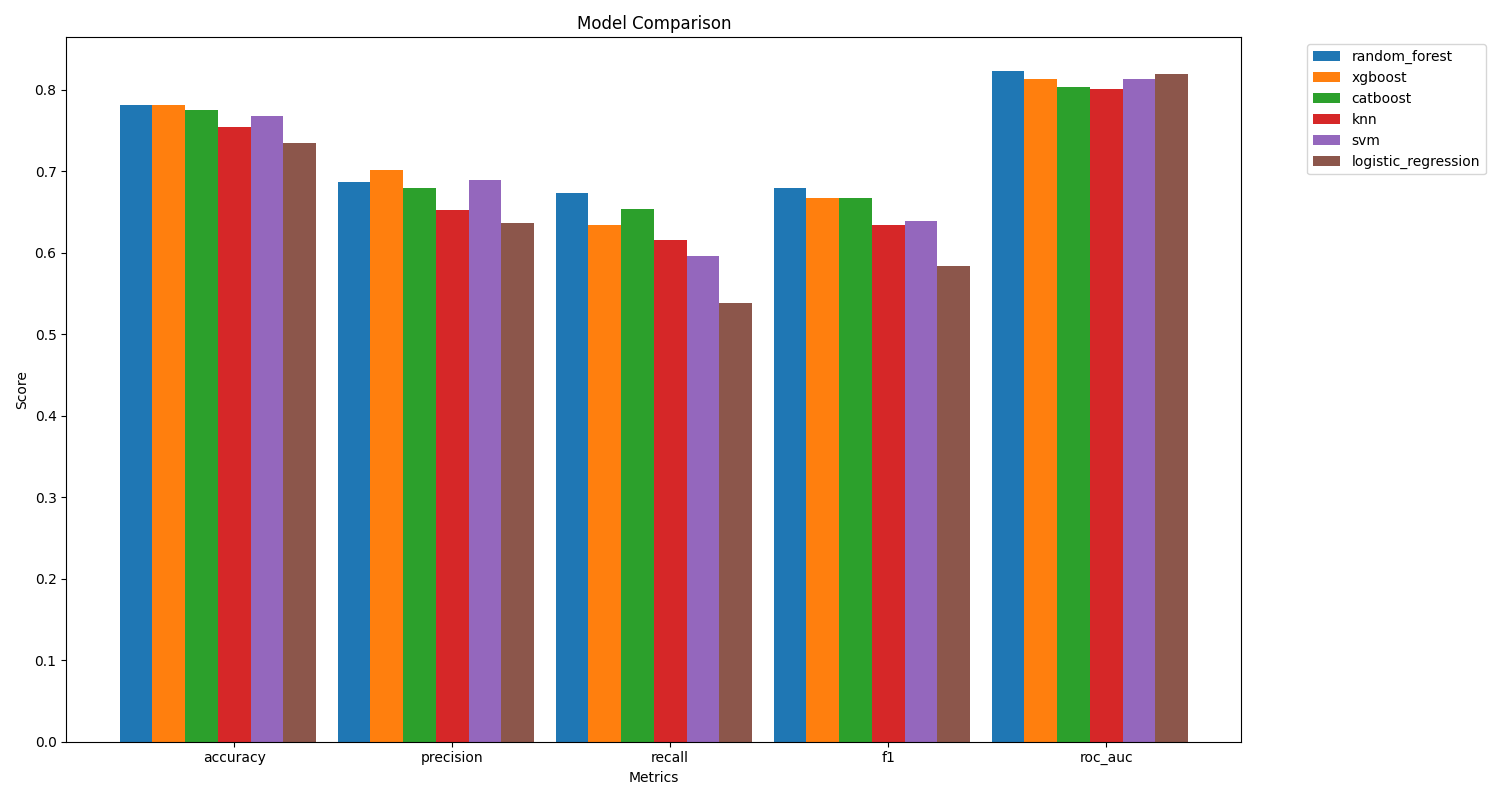 Model Comparison
random_forest
xgboost
catboost
knn
svm
logistic_regression
0.8
0.7
0.6
0.5
0.4
0.3
0.2
0.1
0.0
Score
accuracy precision recall f1 roc_auc
Metrics